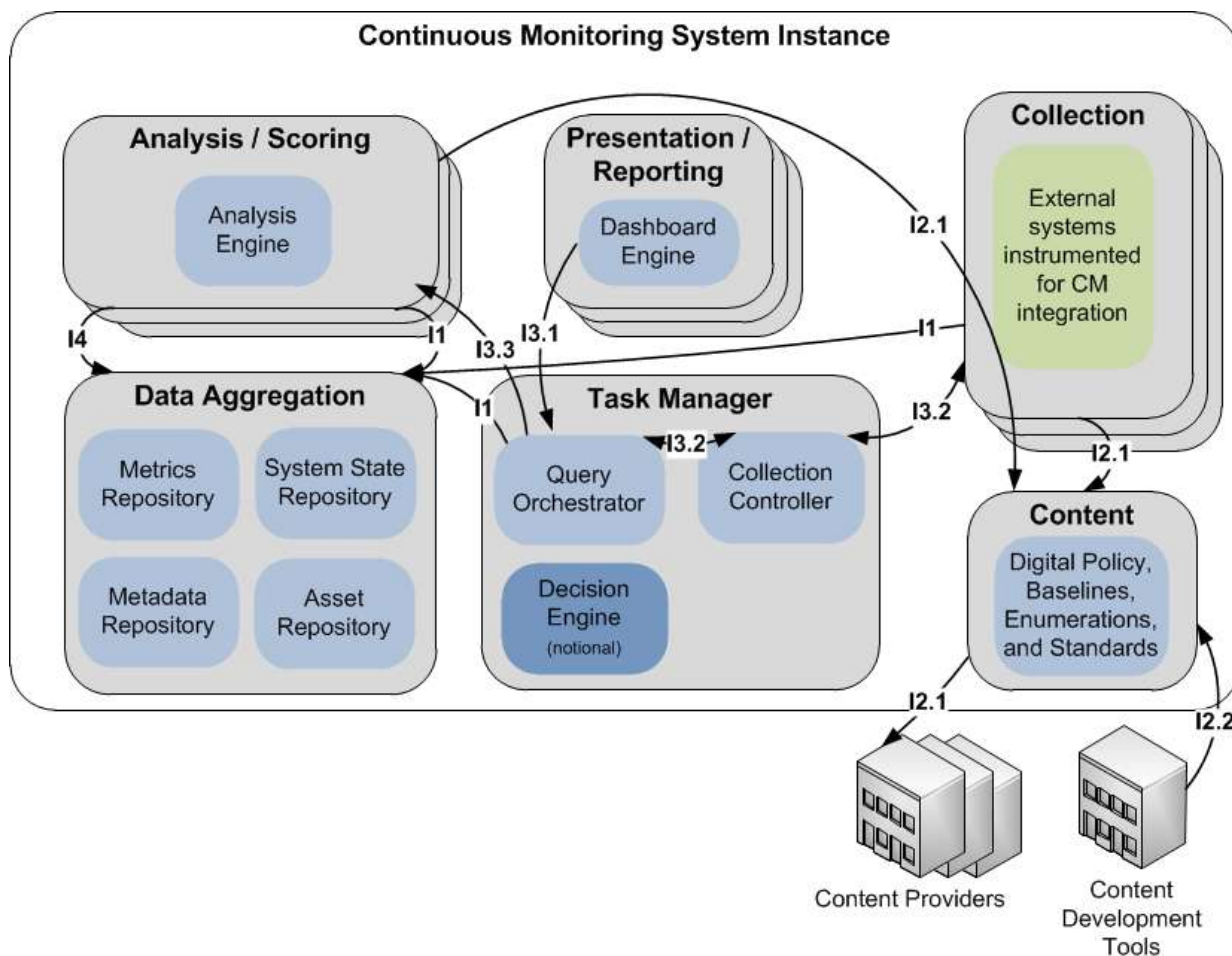 Continuous Monitoring System Instance
Analysis / Scoring
Analysis
Engine
Presentation /
Reporting
Dashboard
Engine
Collection
External
systems
instrumented
for CM
integration
I2.1
I4
I1
I3.3
I3.1
I1
I1
I3.2
I3.2
I2.1
Data Aggregation
Metrics
Repository
System State
Repository
Metadata
Repository
Asset
Repository
Task Manager
Query
Orchestrator
Collection
Controller
Decision
Engine
(notional)
Content
Digital Policy,
Baselines,
Enumerations,
and Standards
I2.1
I2.2
Content Providers
Content
Development
Tools